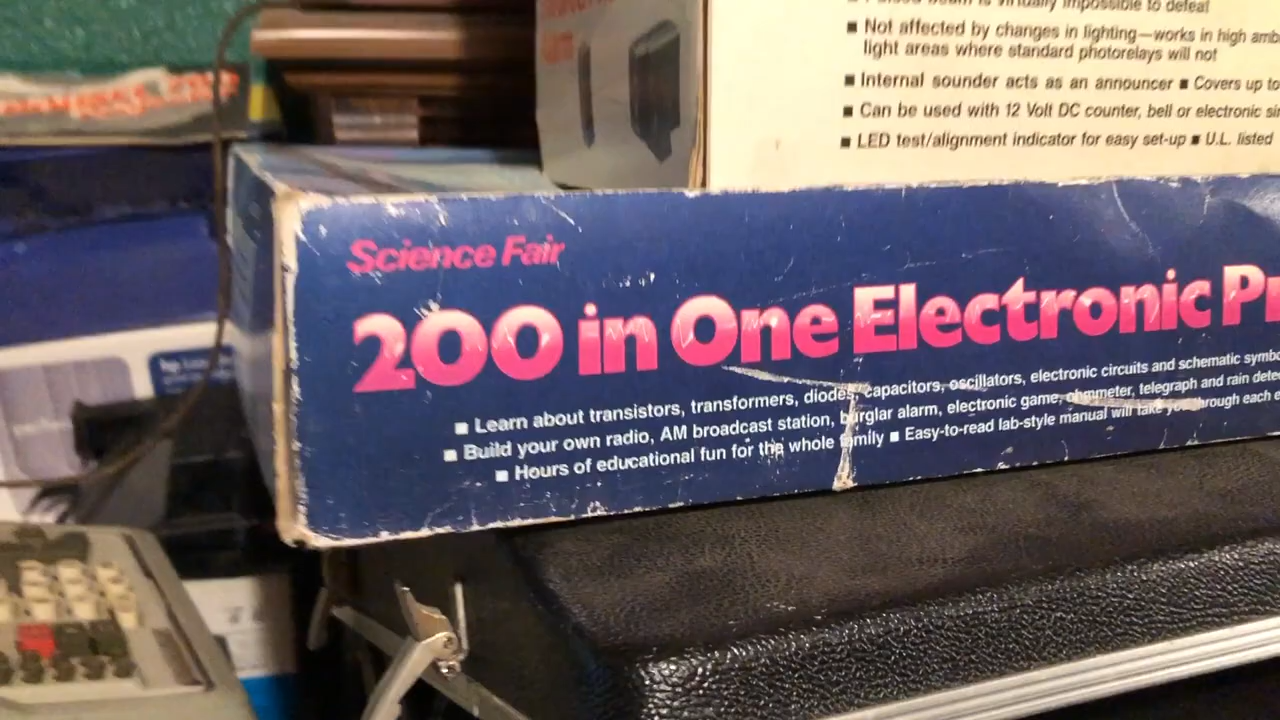 virtually impossible to defeat
■ Not affected by changes in lighting—works in high
light areas where standard photorelays will not
■ Internal sounder acts as an announcer ■ Covers up to
■ Can be used with 12 Volt DC counter, bell or electronic
■ LED test/alignment indicator for easy set-up ■ U.L. listed
Science Fair
200 in One Electronic Pr
■ Learn about transistors, transformers, diodes, capacitors, oscillators, electronic circuits and schematic
■ Build your own radio, AM broadcast station, burglar alarm, electronic game, ohmmeter, telegraph and rain
■ Hours of educational fun for the whole family ■ Easy-to-read lab-style manual will take you through each